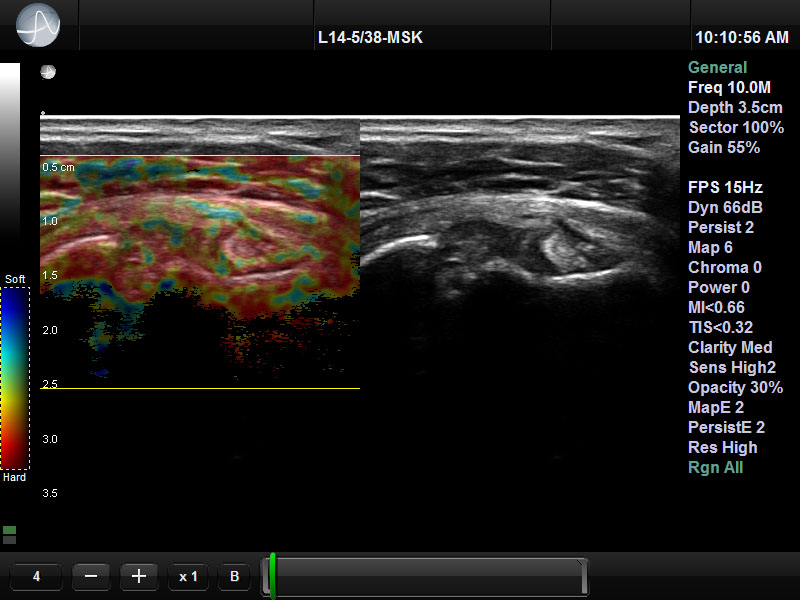 L14-5/38-MSK
10:10:56 AM
General
Freq 10.0M
Depth 3.5cm
Sector 100%
Gain 55%
FPS 15Hz
Dyn 66dB
Persist 2
Map 6
Chroma 0
Power 0
MI<0.66
TIS<0.32
Clarity Med
Sens High2
Opacity 30%
MapE 2
PersistE 2
Res High
Rgn All
0.5 cm
1.0
1.5
2.0
2.5
3.0
3.5
Soft
Hard
4
x 1
B